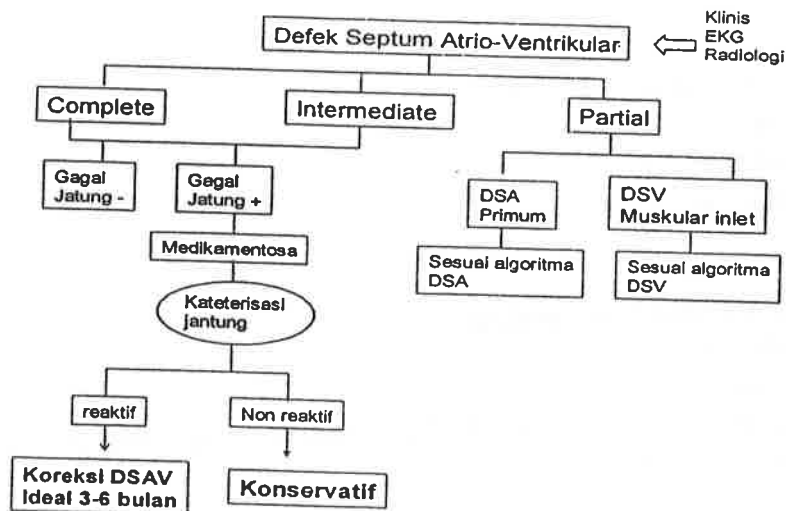 Defek Septum Atrio-Ventrikular
Klinis
EKG
Radiologi
Complete
Intermediate
Partial
Gagal
Jatung -
Gagal
Jatung +
DSA
Primum
DSV
Muskular inlet
Medikamentosa
Sesuai algoritma
DSA
Sesuai algoritma
DSV
Kateterisasi
jantung
reaktif
Non reaktif
Koreksi DSAV
Ideal 3-6 bulan
Konservatif